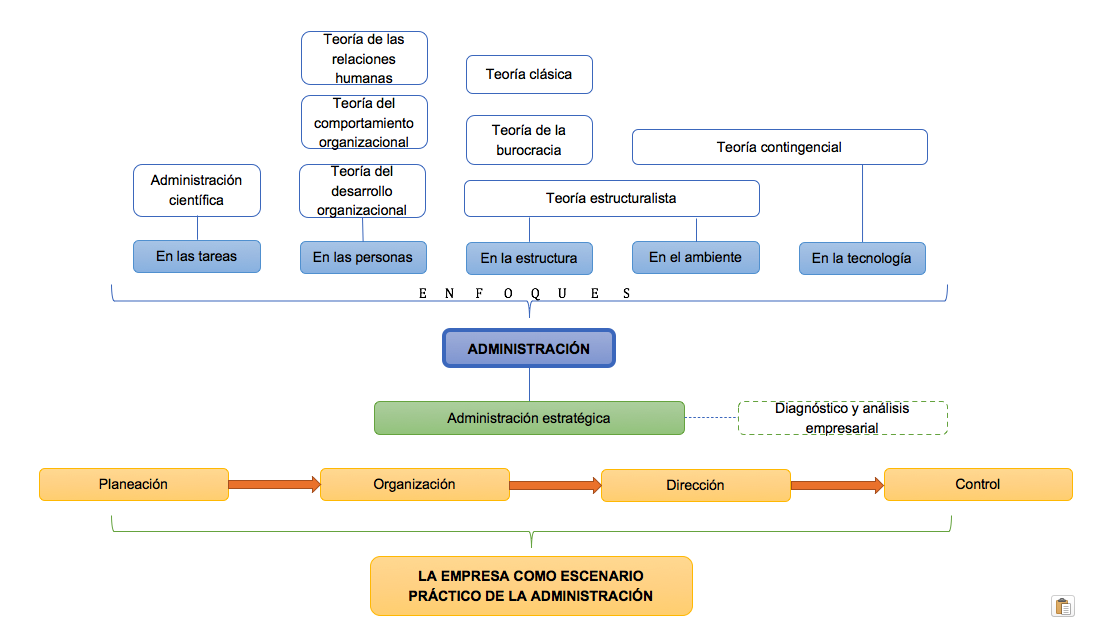 Teoría de las
relaciones
humanas
Teoría clásica
Teoría del
comportamiento
organizacional
Teoría de la
burocracia
Teoría contingencial
Administración
científica
Teoría del
desarrollo
organizacional
Teoría estructuralista
En las tareas
En las personas
En la estructura
En el ambiente
En la tecnología
E N F O Q U E S
ADMINISTRACIÓN
Administración estratégica
Diagnóstico y análisis
empresarial
Planeación
Organización
Dirección
Control
LA EMPRESA COMO ESCENARIO
PRÁCTICO DE LA ADMINISTRACIÓN